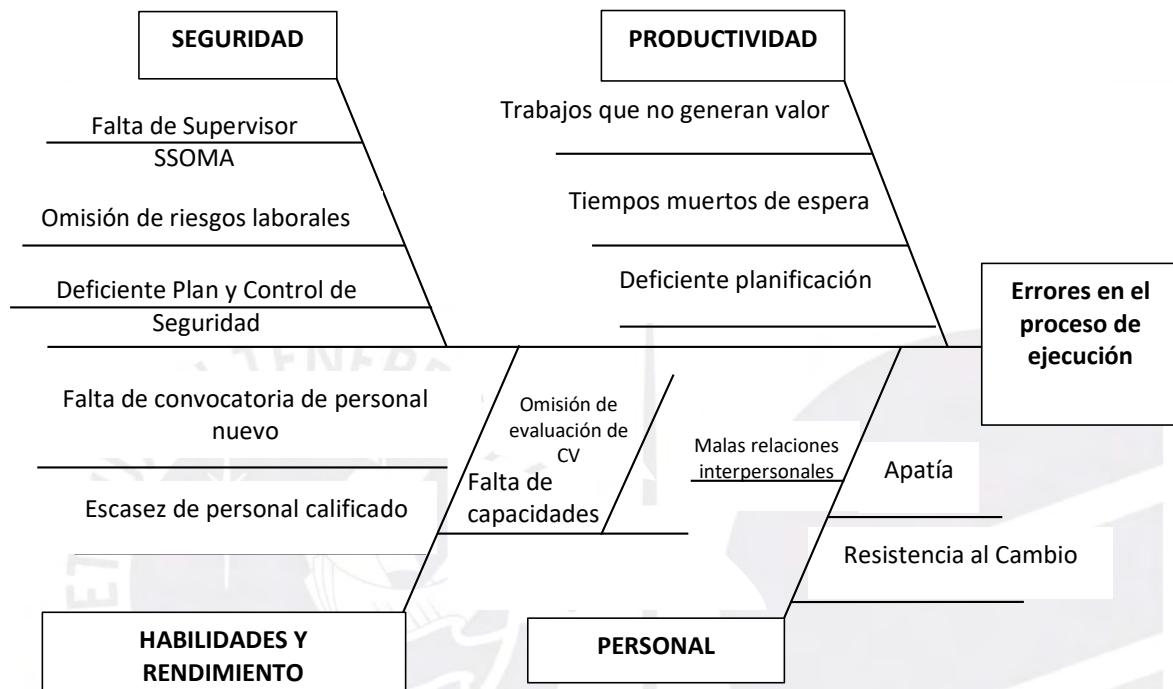 SEGURIDAD
PRODUCTIVIDAD
Falta de Supervisor
SSOMA
Omisión de riesgos laborales
Deficiente Plan y Control de
Seguridad
Trabajos que no generan valor
Tiempos muertos de espera
Deficiente planificación
Errores en el
proceso de
ejecución
Falta de convocatoria de personal
nuevo
Escasez de personal calificado
Omisión de
evaluación de
CV
Falta de
capacidades
Malas relaciones
interpersonales
Apatía
Resistencia al Cambio
HABILIDADES Y
RENDIMIENTO
PERSONAL